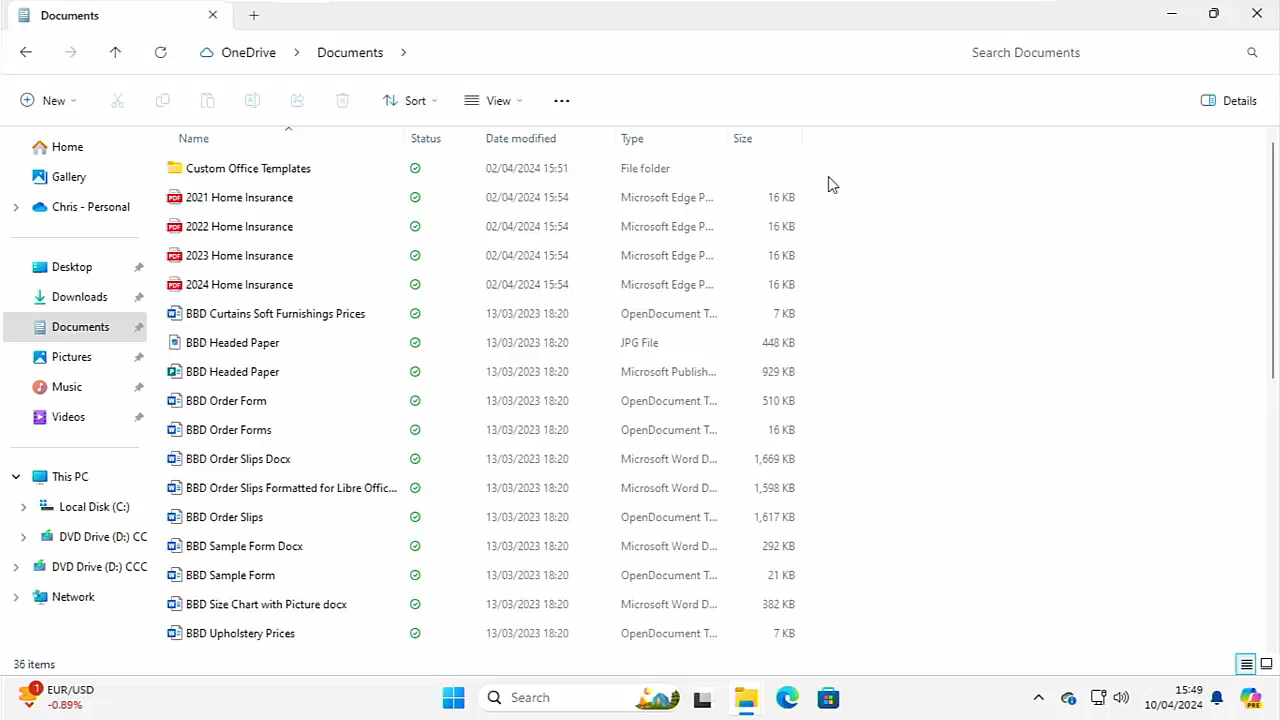 Documents
OneDrive Documents Search Documents
New Sort View Details
Name Status Date modified Type Size
Home
Gallery
Chris - Personal
Desktop
Downloads
Documents
Pictures
Music
Videos
This PC
Local Disk (C:)
DVD Drive (D:) CC
DVD Drive (D:) CCC
Network
Custom Office Templates 02/04/2024 15:51 File folder
PDF 2021 Home Insurance 02/04/2024 15:54 Microsoft Edge P... 16 KB
PDF 2022 Home Insurance 02/04/2024 15:54 Microsoft Edge P... 16 KB
PDF 2023 Home Insurance 02/04/2024 15:54 Microsoft Edge P... 16 KB
PDF 2024 Home Insurance 02/04/2024 15:54 Microsoft Edge P... 16 KB
BBD Curtains Soft Furnishings Prices 13/03/2023 18:20 OpenDocument T... 7 KB
BBD Headed Paper 13/03/2023 18:20 JPG File 448 KB
BBD Headed Paper 13/03/2023 18:20 Microsoft Publish... 929 KB
BBD Order Form 13/03/2023 18:20 OpenDocument T... 510 KB
BBD Order Forms 13/03/2023 18:20 OpenDocument T... 16 KB
BBD Order Slips Docx 13/03/2023 18:20 Microsoft Word D... 1,669 KB
BBD Order Slips Formatted for Libre Offic... 13/03/2023 18:20 Microsoft Word D... 1,598 KB
BBD Order Slips 13/03/2023 18:20 OpenDocument T... 1,617 KB
BBD Sample Form Docx 13/03/2023 18:20 Microsoft Word D... 292 KB
BBD Sample Form 13/03/2023 18:20 OpenDocument T... 21 KB
BBD Size Chart with Picture docx 13/03/2023 18:20 Microsoft Word D... 382 KB
BBD Upholstery Prices 13/03/2023 18:20 OpenDocument T... 7 KB
36 items
1 EUR/USD
-0.89%
Search
15:49
10/04/2024
PRE